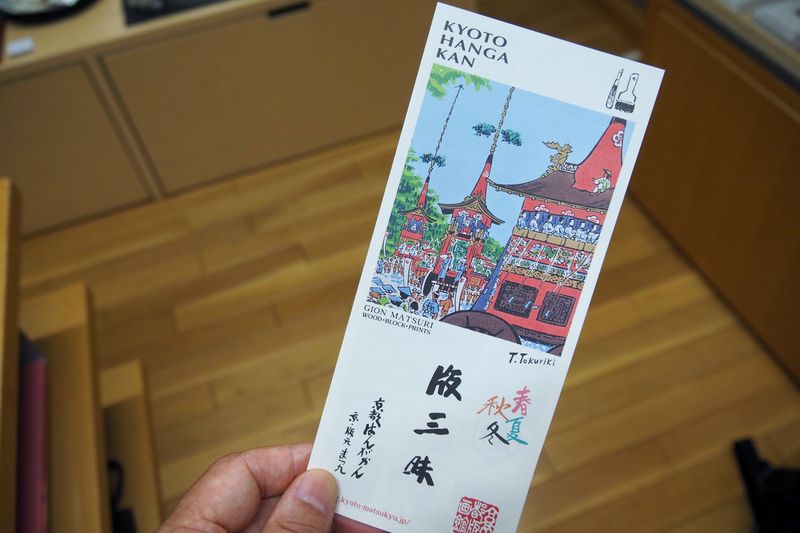 KYOTO
HANGA
KAN
GION MATSURI
WOOD•BLOCK•PRINTS
T. Tokuriki
春夏
秋冬
版三昧
京都はんがかん
京・版元まつ九
.kyoto-matsukyu.jp/